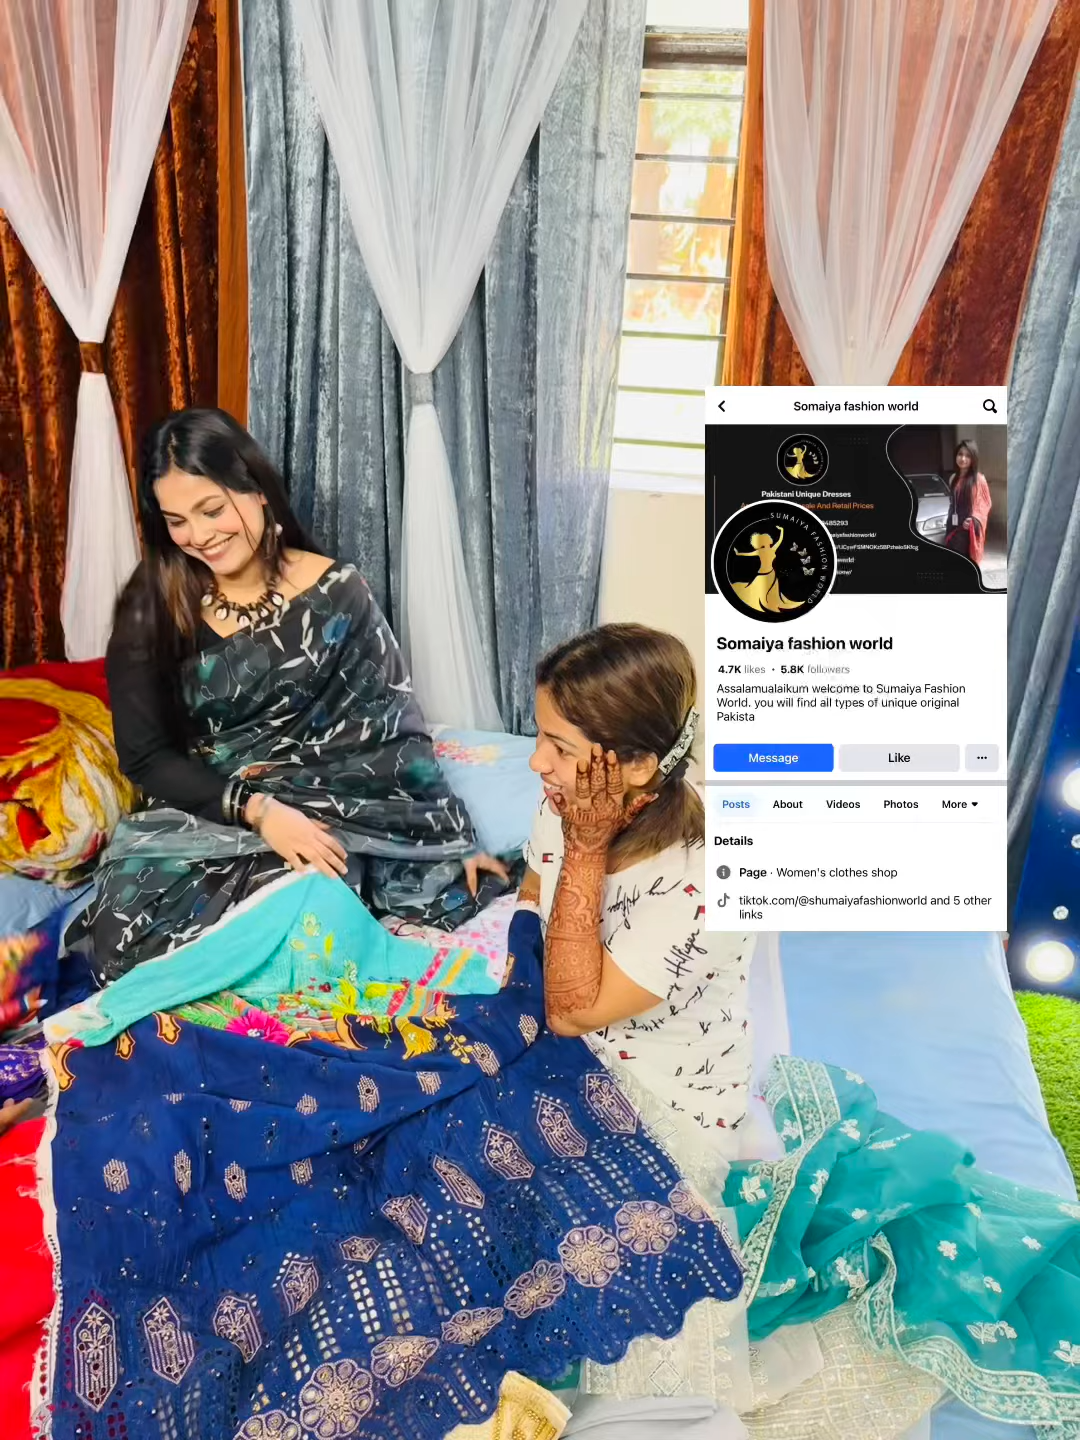 Somaiya fashion world
Pakistani Unique Dresses
And Retail Prices
485293
SUMAIYA FASHION WORLD
Somaiya fashion world
4.7K likes · 5.8K followers
Assalamualaikum welcome to Sumaiya Fashion
World. you will find all types of unique original
Pakista
Message
Like
Posts
About
Videos
Photos
More
Details
Page · Women's clothes shop
tiktok.com/@shumaiyafashionworld and 5 other
links
Hilfiger